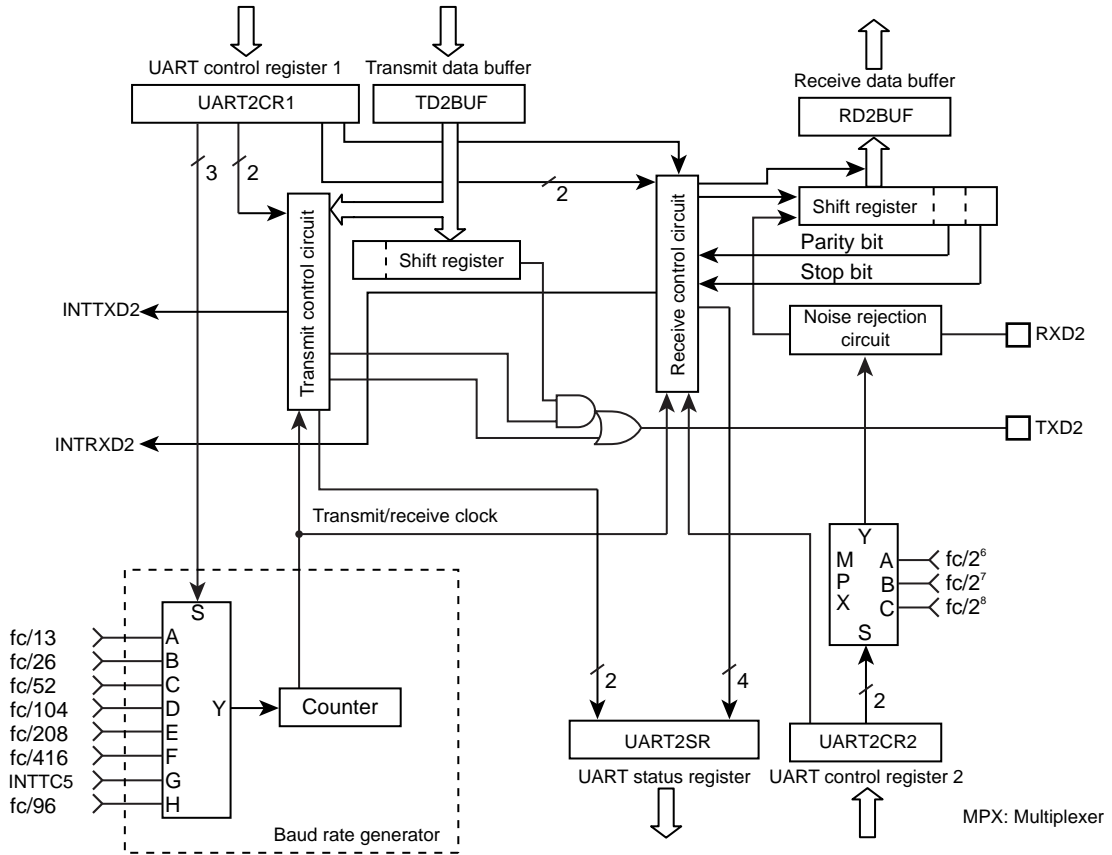 UART control register 1
Transmit data buffer
Receive data buffer
UART2CR1
TD2BUF
RD2BUF
3
2
2
Transmit control circuit
Receive control circuit
Shift register
Shift register
Parity bit
Stop bit
INTTXD2
Noise rejection
circuit
RXD2
INTRXD2
TXD2
Transmit/receive clock
Y
M
P
X
A
B
C
S
fc/2⁶
fc/2⁷
fc/2⁸
S
fc/13
A
fc/26
B
fc/52
C
fc/104
D
Y
Counter
fc/208
E
fc/416
F
INTTC5
G
fc/96
H
2
4
2
UART2SR
UART2CR2
UART status register
UART control register 2
Baud rate generator
MPX: Multiplexer